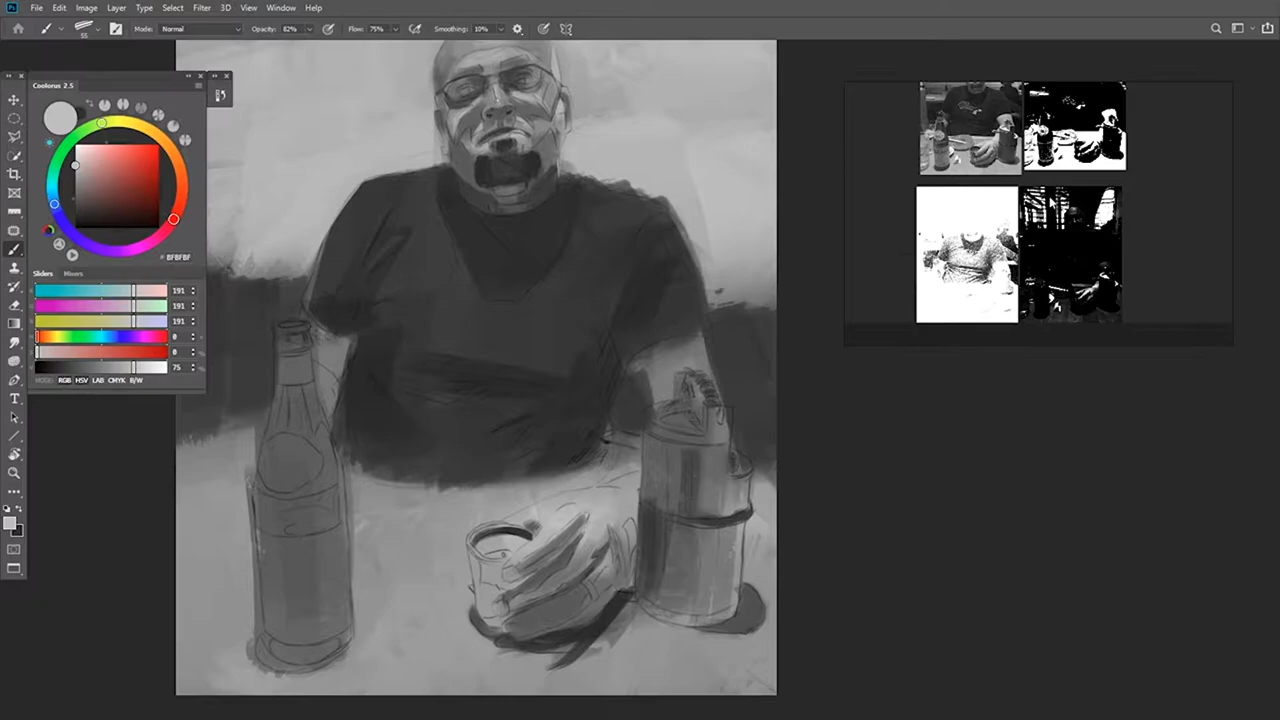 File Edit Image Layer Type Select Filter 3D View Window Help
55 Mode: Normal Opacity: 82% Flow: 75% Smoothing: 10%
Coolorus 2.5
# BFBFBF
Sliders Mixers
191
191
191
0
0
75
MODE: RGB HSV LAB CMYK B/W